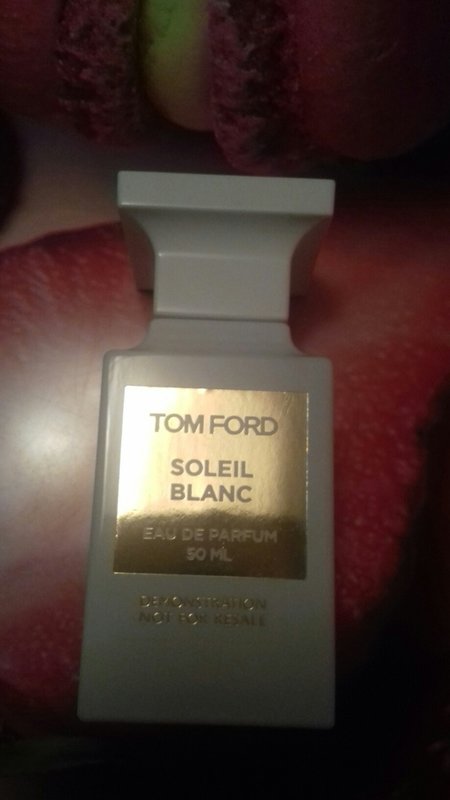 TOM FORD
SOLEIL
BLANC
EAU DE PARFUM
50 ML
DEMONSTRATION
NOT FOR RESALE